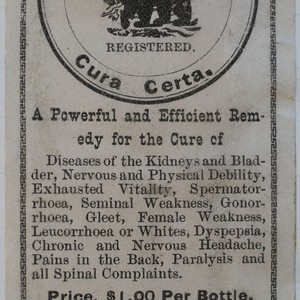 REGISTERED.
Cura Certa.
A Powerful and Efficient Rem-
edy for the Cure of
Diseases of the Kidneys and Blad-
der, Nervous and Physical Debility,
Exhausted Vitality, Spermator-
rhoea, Seminal Weakness, Gonor-
rhoea, Gleet, Female Weakness,
Leucorrhoea or Whites, Dyspepsia,
Chronic and Nervous Headache,
Pains in the Back, Paralysis and
all Spinal Complaints.
Price, $1.00 Per Bottle.